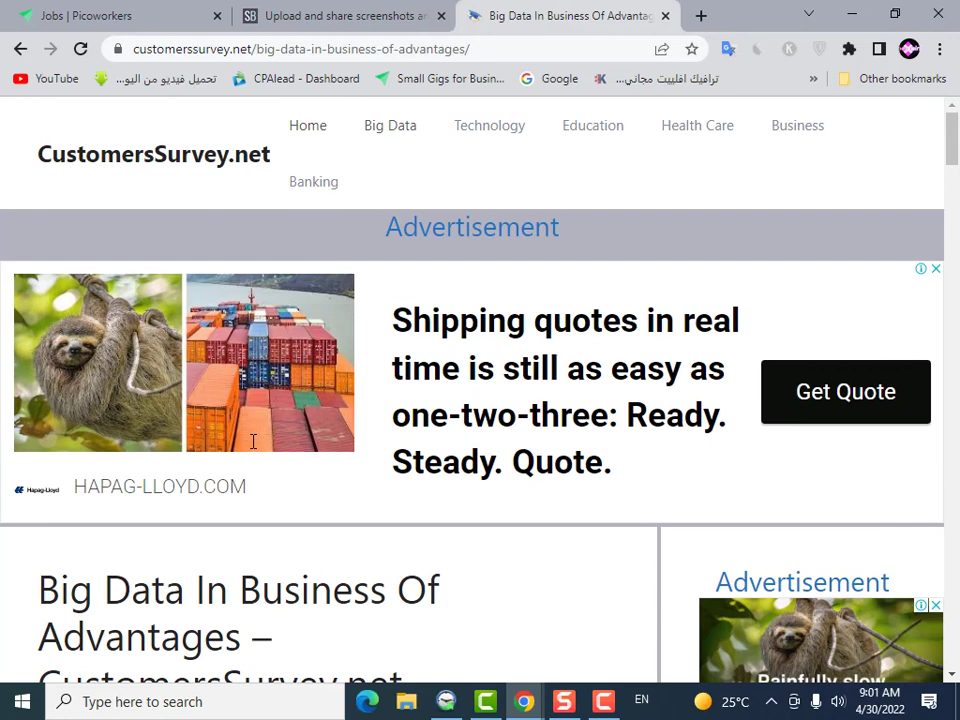 Jobs | Picoworkers
Upload and share screenshots an
Big Data In Business Of Advantag
customerssurvey.net/big-data-in-business-of-advantages/
YouTube
تحميل فيديو من اليو...
CPAlead - Dashboard
Small Gigs for Busin...
Google
ترافيك افلييت مجاني...
»
Other bookmarks
CustomersSurvey.net
Home
Big Data
Technology
Education
Health Care
Business
Banking
Advertisement
Shipping quotes in real
time is still as easy as
one-two-three: Ready.
Steady. Quote.
Get Quote
Hapag-Lloyd
HAPAG-LLOYD.COM
Big Data In Business Of
Advantages –
CustomersSurvey.net
Advertisement
Painfully slow
Type here to search
EN
25°C
9:01 AM
4/30/2022